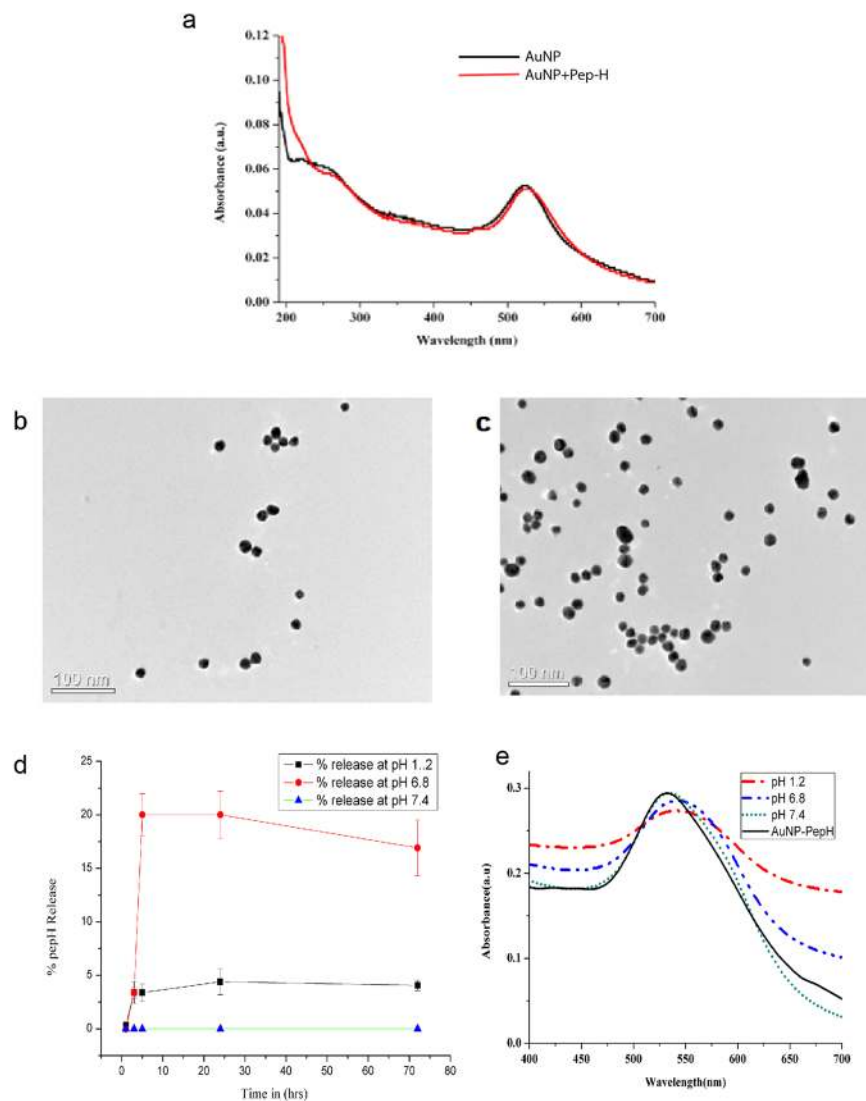 a
0.12
0.10
0.08
0.06
0.04
0.02
0.00
Absorbance (a.u.)
200
300
400
500
600
700
Wavelength (nm)
AuNP
AuNP+Pep-H
b
100 nm
c
100 nm
d
25
20
15
10
5
0
% pepH Release
0
10
20
30
40
50
60
70
80
Time in (hrs)
% release at pH 1..2
% release at pH 6.8
% release at pH 7.4
e
0.3
0.2
0.1
0.0
Absorbance(a.u)
400
450
500
550
600
650
700
Wavelength(nm)
pH 1.2
pH 6.8
pH 7.4
AuNP-PepH